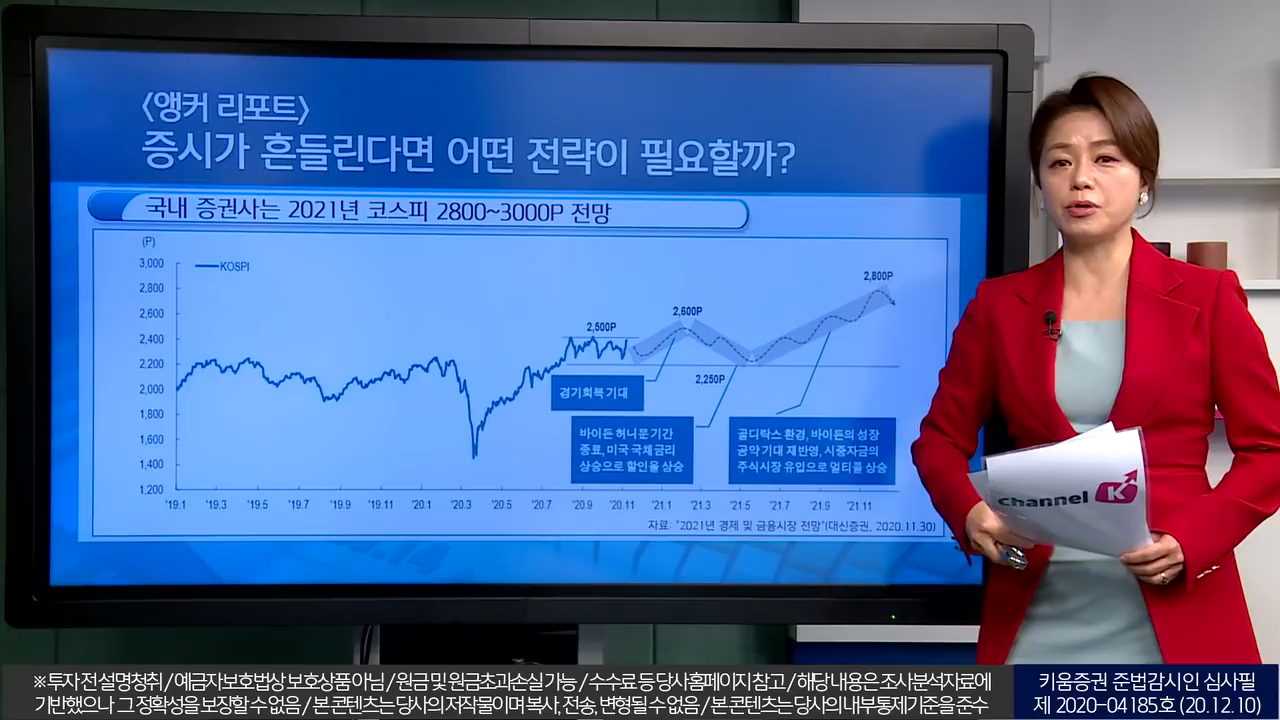 <앵커 리포트>
증시가 흔들린다면 어떤 전략이 필요할까?
국내 증권사는 2021년 코스피 2800~3000P 전망
(P)
3,000
2,800
2,600
2,400
2,200
2,000
1,800
1,600
1,400
1,200
KOSPI
2,500P
2,600P
2,250P
2,800P
경기회복 기대
바이든 허니문 기간
종료, 미국 국채금리
상승으로 할인율 상승
골디락스 환경, 바이든의 성장
공약 기대 재반영, 시중자금의
주식시장 유입으로 멀티플 상승
'19.1 '19.3 '19.5 '19.7 '19.9 '19.11 '20.1 '20.3 '20.5 '20.7 '20.9 '20.11 '21.1 '21.3 '21.5 '21.7 '21.9 '21.11
자료: "2021년 경제 및 금융시장 전망"(대신증권, 2020.11.30)
channel K
※ 투자 전 설명청취 / 예금자보호법상 보호상품 아님 / 원금 및 원금초과손실 가능 / 수수료 등 당사홈페이지 참고 / 해당 내용은 조사분석자료에
기반했으나 그 정확성을 보장할 수 없음 / 본 콘텐츠는 당사의 저작물이며 복사, 전송, 변형될 수 없음 / 본 콘텐츠는 당사의 내부통제기준을 준수
키움증권 준법감시인 심사필
제 2020-04185호 (20.12.10)